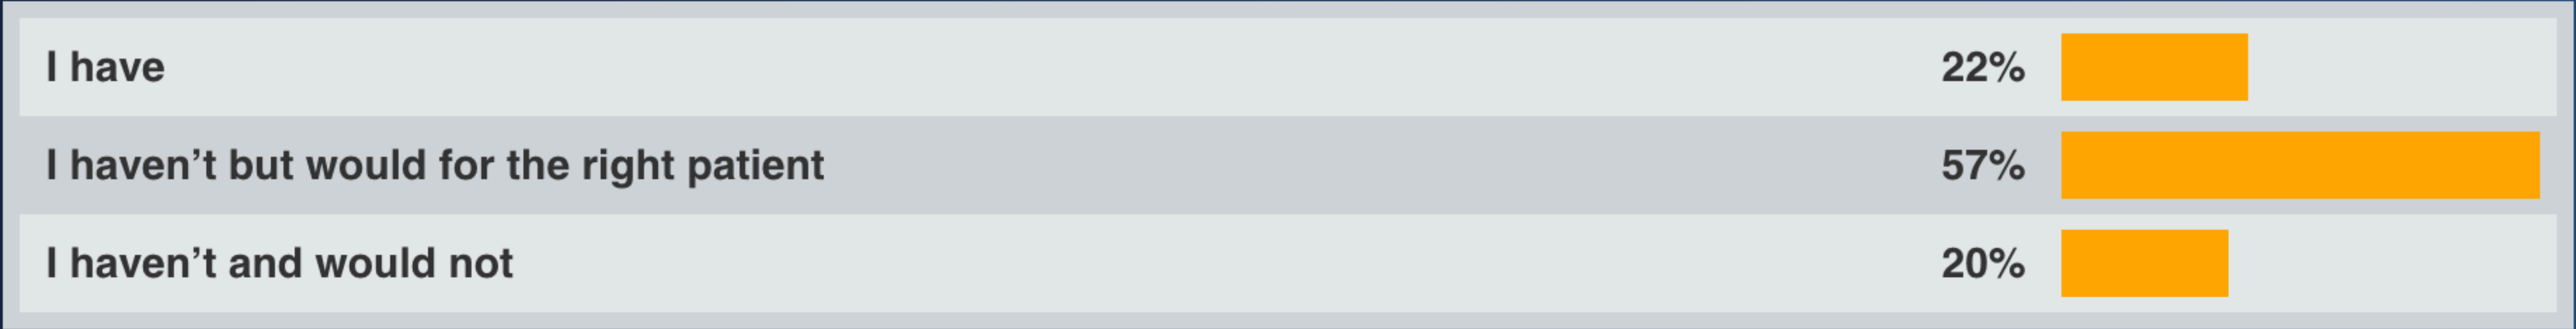 I have 22%
I haven’t but would for the right patient 57%
I haven’t and would not 20%